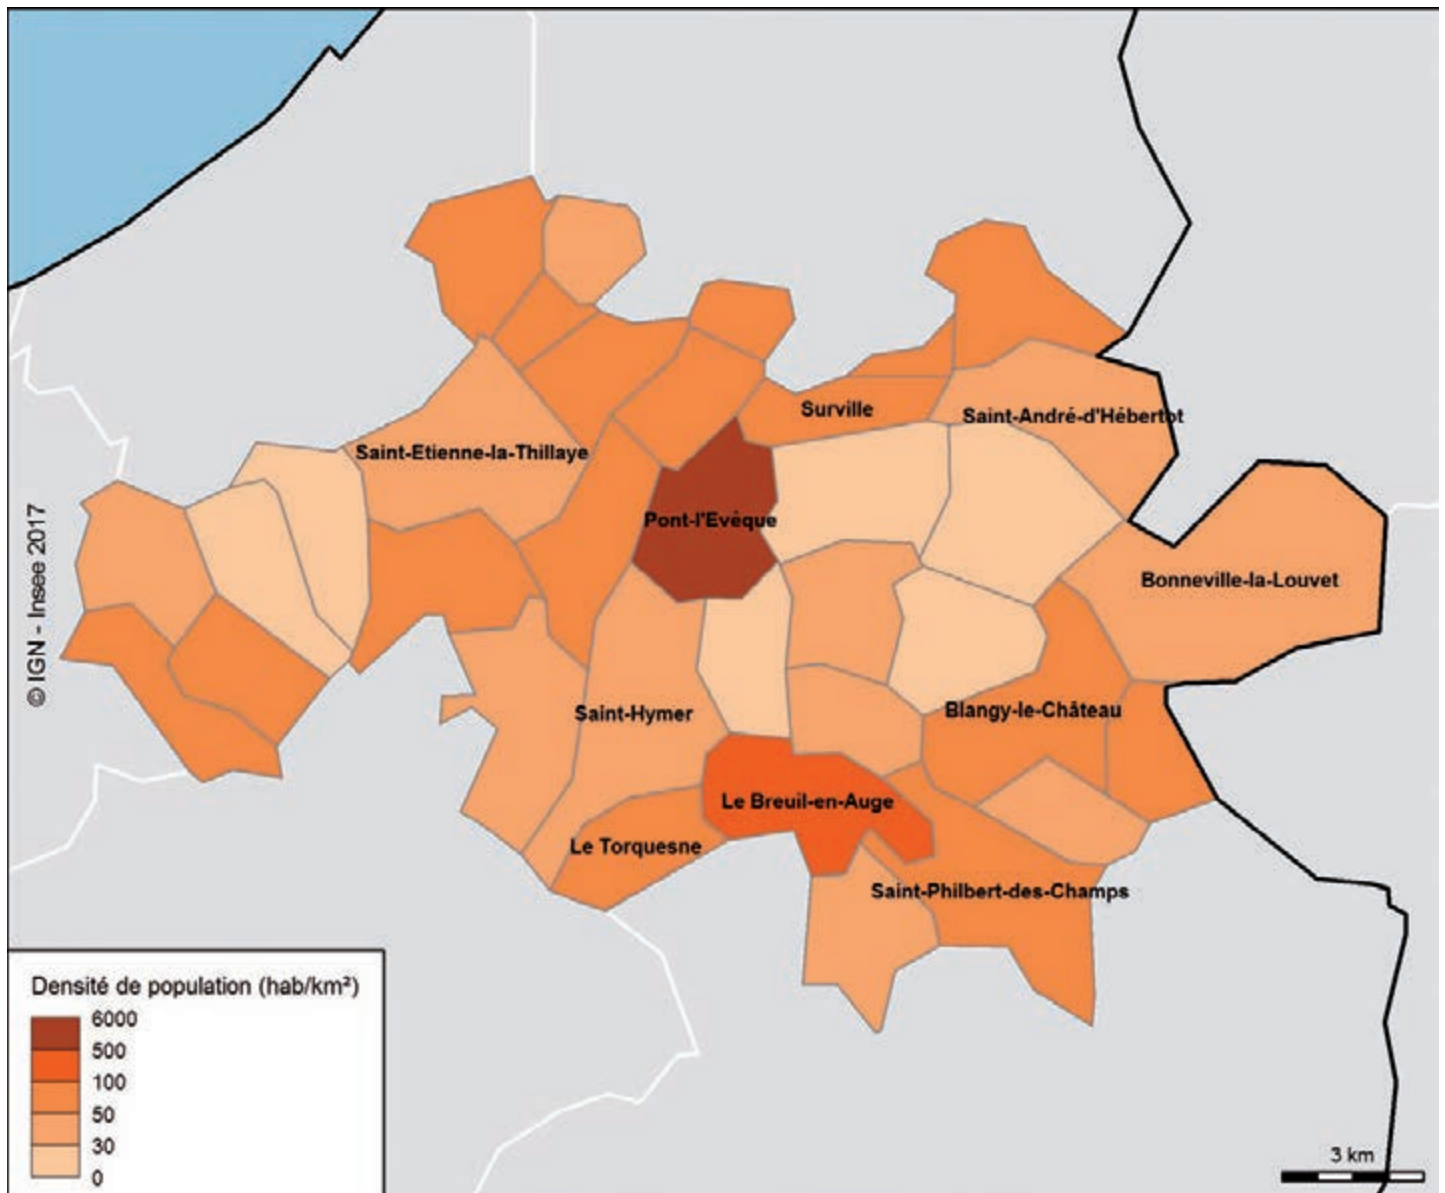 Surville
Saint-André-d'Hébertot
Saint-Etienne-la-Thillaye
Pont-l'Evêque
Bonneville-la-Louvet
© IGN - Insee 2017
Saint-Hymer
Blangy-le-Château
Le Breuil-en-Auge
Le Torquesne
Saint-Philbert-des-Champs
Densité de population (hab/km²)
6000
500
100
50
30
0
3 km